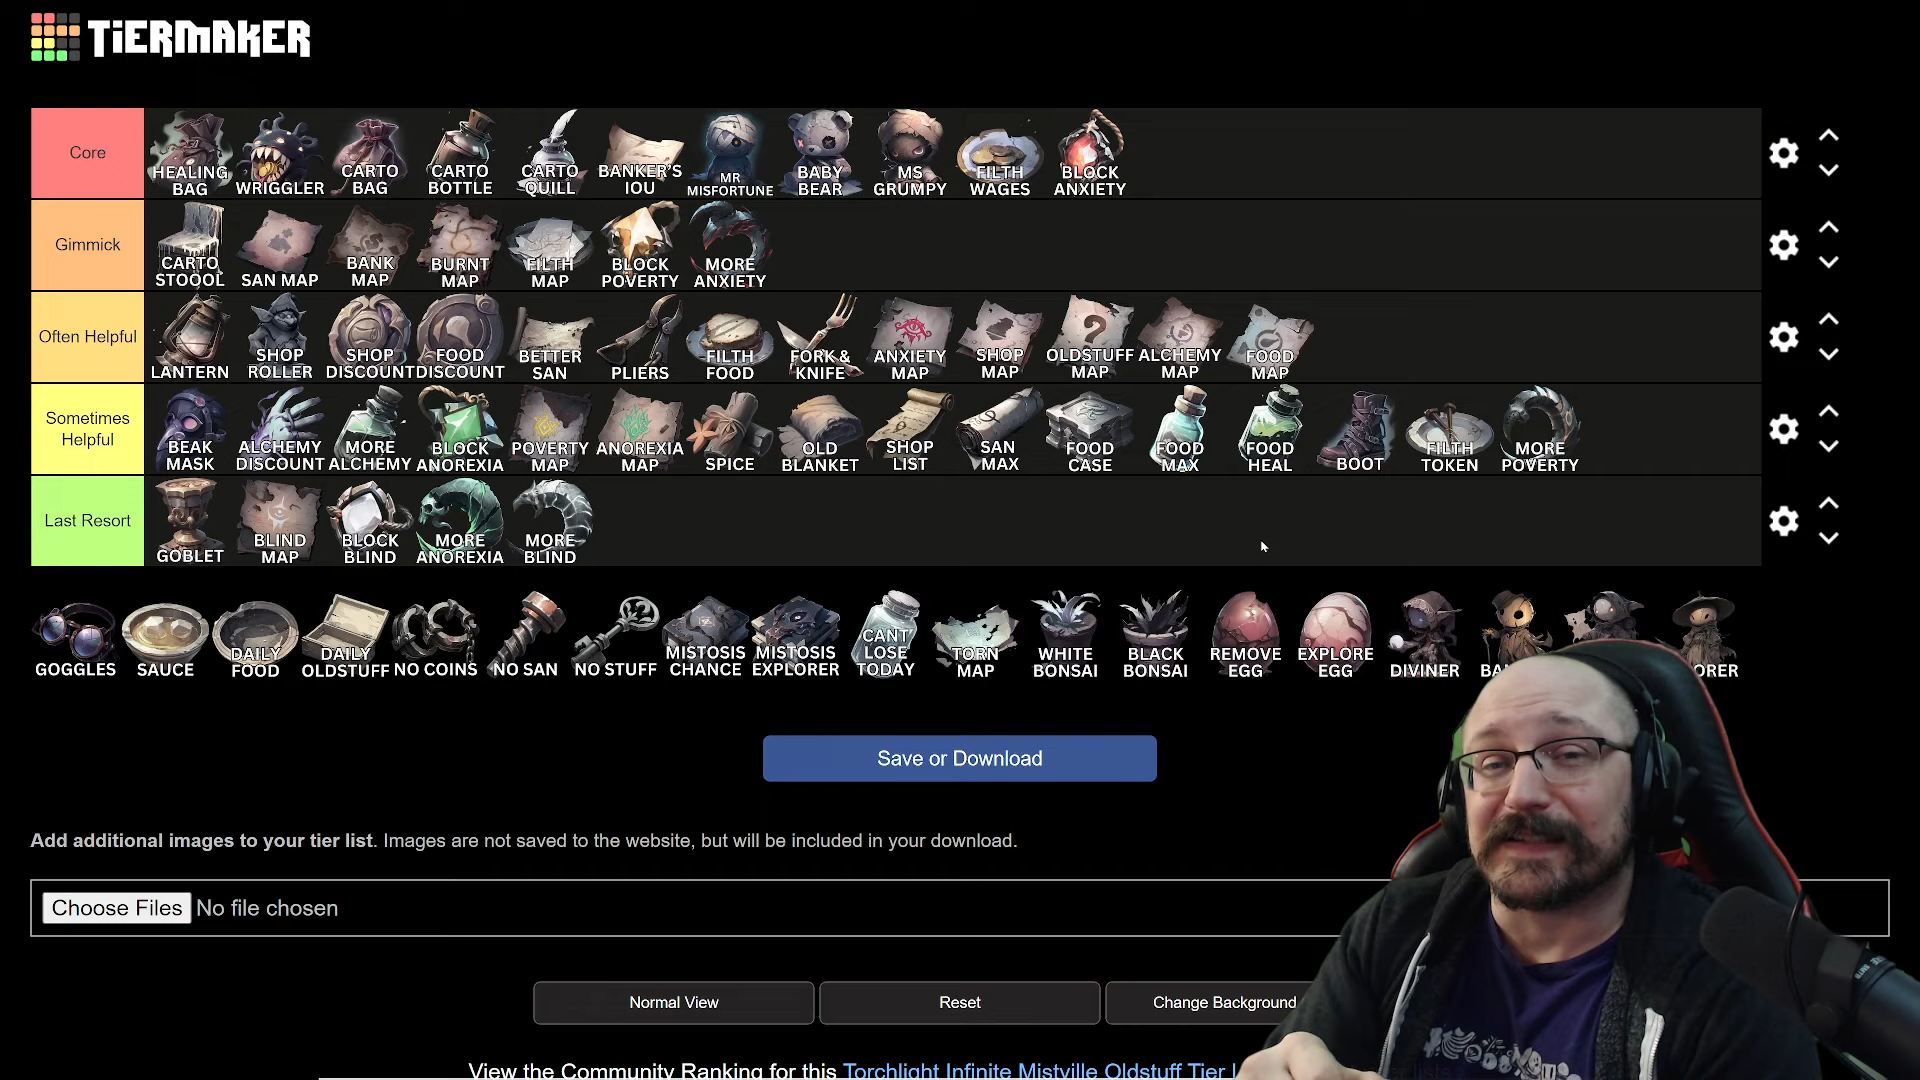 TIERMAKER
Core
HEALING BAG
WRIGGLER
CARTO BAG
CARTO BOTTLE
CARTO QUILL
BANKER'S IOU
MR MISFORTUNE
BABY BEAR
MS GRUMPY
FILTH WAGES
BLOCK ANXIETY
Gimmick
CARTO STOOOL
SAN MAP
BANK MAP
BURNT MAP
FILTH MAP
BLOCK POVERTY
MORE ANXIETY
Often Helpful
LANTERN
SHOP ROLLER
SHOP DISCOUNT
FOOD DISCOUNT
BETTER SAN
PLIERS
FILTH FOOD
FORK & KNIFE
ANXIETY MAP
SHOP MAP
OLDSTUFF MAP
ALCHEMY MAP
FOOD MAP
Sometimes Helpful
BEAK MASK
ALCHEMY DISCOUNT
MORE ALCHEMY
BLOCK ANOREXIA
POVERTY MAP
ANOREXIA MAP
SPICE
OLD BLANKET
SHOP LIST
SAN MAX
FOOD CASE
FOOD MAX
FOOD HEAL
BOOT
FILTH TOKEN
MORE POVERTY
Last Resort
GOBLET
BLIND MAP
BLOCK BLIND
MORE ANOREXIA
MORE BLIND
GOGGLES
SAUCE
DAILY FOOD
DAILY OLDSTUFF
NO COINS
NO SAN
NO STUFF
MISTOSIS CHANCE
MISTOSIS EXPLORER
CANT LOSE TODAY
TORN MAP
WHITE BONSAI
BLACK BONSAI
REMOVE EGG
EXPLORE EGG
DIVINER
Save or Download
Add additional images to your tier list. Images are not saved to the website, but will be included in your download.
Choose Files No file chosen
Normal View
Reset
Change Background
View the Community Ranking for this Torchlight Infinite Mistville Oldstuff Tier